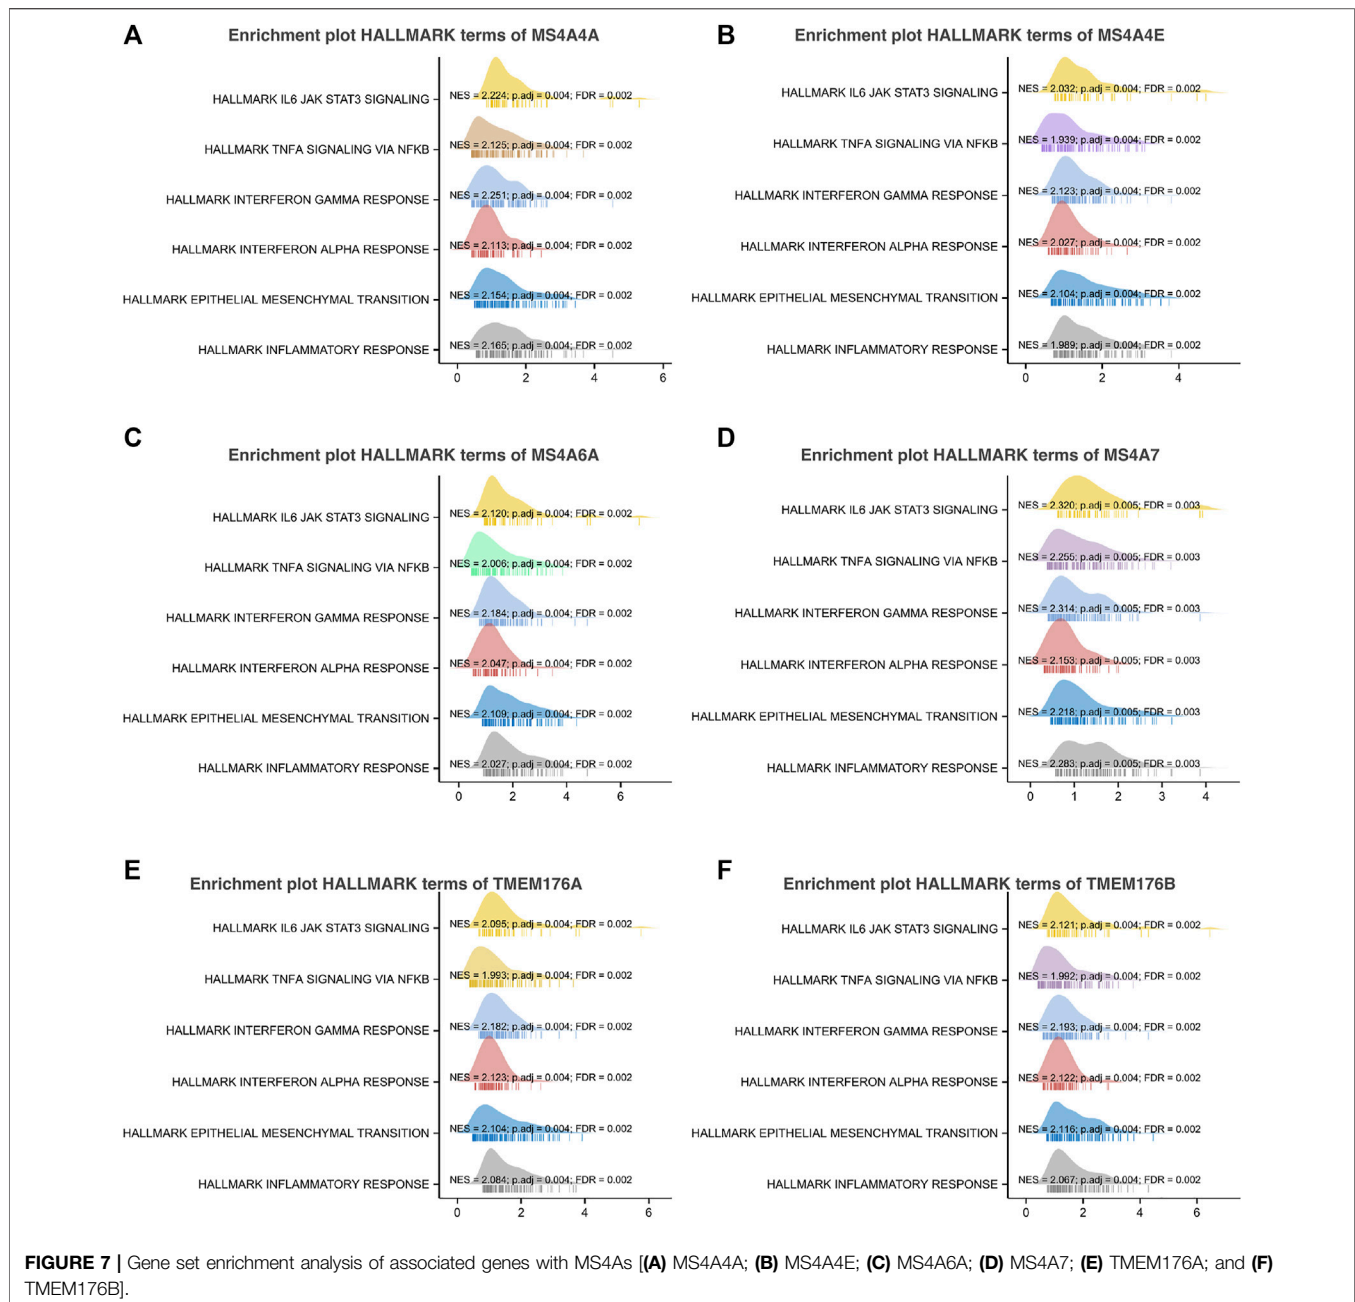 A
Enrichment plot HALLMARK terms of MS4A4A
HALLMARK IL6 JAK STAT3 SIGNALING
NES = 2.224; p.adj = 0.004; FDR = 0.002
HALLMARK TNFA SIGNALING VIA NFKB
NES = 2.125; p.adj = 0.004; FDR = 0.002
HALLMARK INTERFERON GAMMA RESPONSE
NES = 2.251; p.adj = 0.004; FDR = 0.002
HALLMARK INTERFERON ALPHA RESPONSE
NES = 2.113; p.adj = 0.004; FDR = 0.002
HALLMARK EPITHELIAL MESENCHYMAL TRANSITION
NES = 2.154; p.adj = 0.004; FDR = 0.002
HALLMARK INFLAMMATORY RESPONSE
NES = 2.165; p.adj = 0.004; FDR = 0.002
0 2 4 6
B
Enrichment plot HALLMARK terms of MS4A4E
HALLMARK IL6 JAK STAT3 SIGNALING
NES = 2.032; p.adj = 0.004; FDR = 0.002
HALLMARK TNFA SIGNALING VIA NFKB
NES = 1.939; p.adj = 0.004; FDR = 0.002
HALLMARK INTERFERON GAMMA RESPONSE
NES = 2.123; p.adj = 0.004; FDR = 0.002
HALLMARK INTERFERON ALPHA RESPONSE
NES = 2.027; p.adj = 0.004; FDR = 0.002
HALLMARK EPITHELIAL MESENCHYMAL TRANSITION
NES = 2.104; p.adj = 0.004; FDR = 0.002
HALLMARK INFLAMMATORY RESPONSE
NES = 1.989; p.adj = 0.004; FDR = 0.002
0 2 4
C
Enrichment plot HALLMARK terms of MS4A6A
HALLMARK IL6 JAK STAT3 SIGNALING
NES = 2.120; p.adj = 0.004; FDR = 0.002
HALLMARK TNFA SIGNALING VIA NFKB
NES = 2.006; p.adj = 0.004; FDR = 0.002
HALLMARK INTERFERON GAMMA RESPONSE
NES = 2.184; p.adj = 0.004; FDR = 0.002
HALLMARK INTERFERON ALPHA RESPONSE
NES = 2.047; p.adj = 0.004; FDR = 0.002
HALLMARK EPITHELIAL MESENCHYMAL TRANSITION
NES = 2.109; p.adj = 0.004; FDR = 0.002
HALLMARK INFLAMMATORY RESPONSE
NES = 2.027; p.adj = 0.004; FDR = 0.002
0 2 4 6
D
Enrichment plot HALLMARK terms of MS4A7
HALLMARK IL6 JAK STAT3 SIGNALING
NES = 2.320; p.adj = 0.005; FDR = 0.003
HALLMARK TNFA SIGNALING VIA NFKB
NES = 2.255; p.adj = 0.005; FDR = 0.003
HALLMARK INTERFERON GAMMA RESPONSE
NES = 2.314; p.adj = 0.005; FDR = 0.003
HALLMARK INTERFERON ALPHA RESPONSE
NES = 2.153; p.adj = 0.005; FDR = 0.003
HALLMARK EPITHELIAL MESENCHYMAL TRANSITION
NES = 2.218; p.adj = 0.005; FDR = 0.003
HALLMARK INFLAMMATORY RESPONSE
NES = 2.283; p.adj = 0.005; FDR = 0.003
0 1 2 3 4
E
Enrichment plot HALLMARK terms of TMEM176A
HALLMARK IL6 JAK STAT3 SIGNALING
NES = 2.095; p.adj = 0.004; FDR = 0.002
HALLMARK TNFA SIGNALING VIA NFKB
NES = 1.993; p.adj = 0.004; FDR = 0.002
HALLMARK INTERFERON GAMMA RESPONSE
NES = 2.182; p.adj = 0.004; FDR = 0.002
HALLMARK INTERFERON ALPHA RESPONSE
NES = 2.123; p.adj = 0.004; FDR = 0.002
HALLMARK EPITHELIAL MESENCHYMAL TRANSITION
NES = 2.104; p.adj = 0.004; FDR = 0.002
HALLMARK INFLAMMATORY RESPONSE
NES = 2.084; p.adj = 0.004; FDR = 0.002
0 2 4 6
F
Enrichment plot HALLMARK terms of TMEM176B
HALLMARK IL6 JAK STAT3 SIGNALING
NES = 2.121; p.adj = 0.004; FDR = 0.002
HALLMARK TNFA SIGNALING VIA NFKB
NES = 1.992; p.adj = 0.004; FDR = 0.002
HALLMARK INTERFERON GAMMA RESPONSE
NES = 2.193; p.adj = 0.004; FDR = 0.002
HALLMARK INTERFERON ALPHA RESPONSE
NES = 2.122; p.adj = 0.004; FDR = 0.002
HALLMARK EPITHELIAL MESENCHYMAL TRANSITION
NES = 2.116; p.adj = 0.004; FDR = 0.002
HALLMARK INFLAMMATORY RESPONSE
NES = 2.067; p.adj = 0.004; FDR = 0.002
0 2 4 6
FIGURE 7 | Gene set enrichment analysis of associated genes with MS4As [(A) MS4A4A; (B) MS4A4E; (C) MS4A6A; (D) MS4A7; (E) TMEM176A; and (F)
TMEM176B].